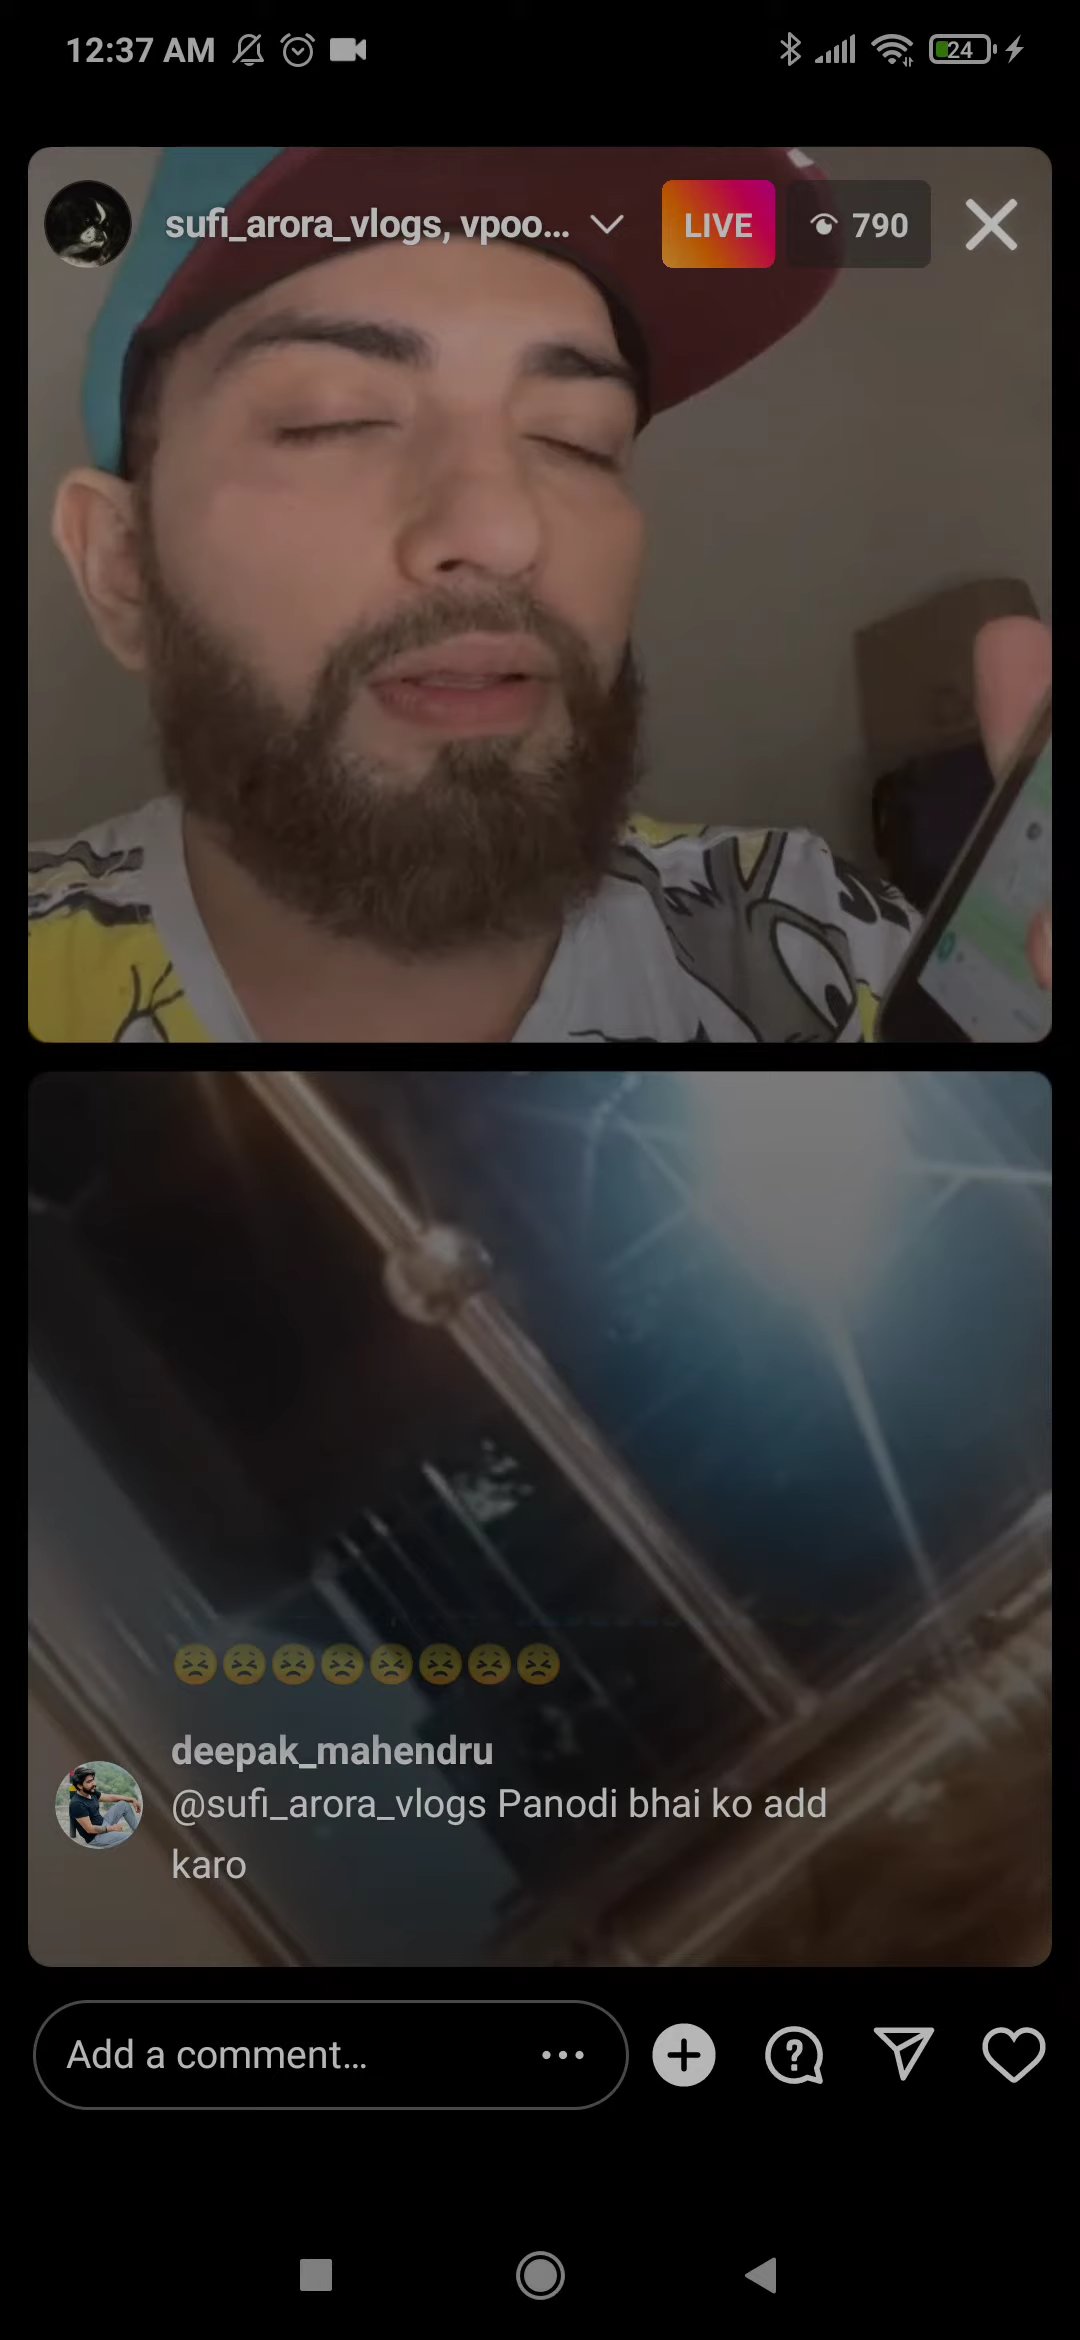 12:37 AM
24
sufi_arora_vlogs, vpoo...
LIVE
790
deepak_mahendru
@sufi_arora_vlogs Panodi bhai ko add
karo
Add a comment...